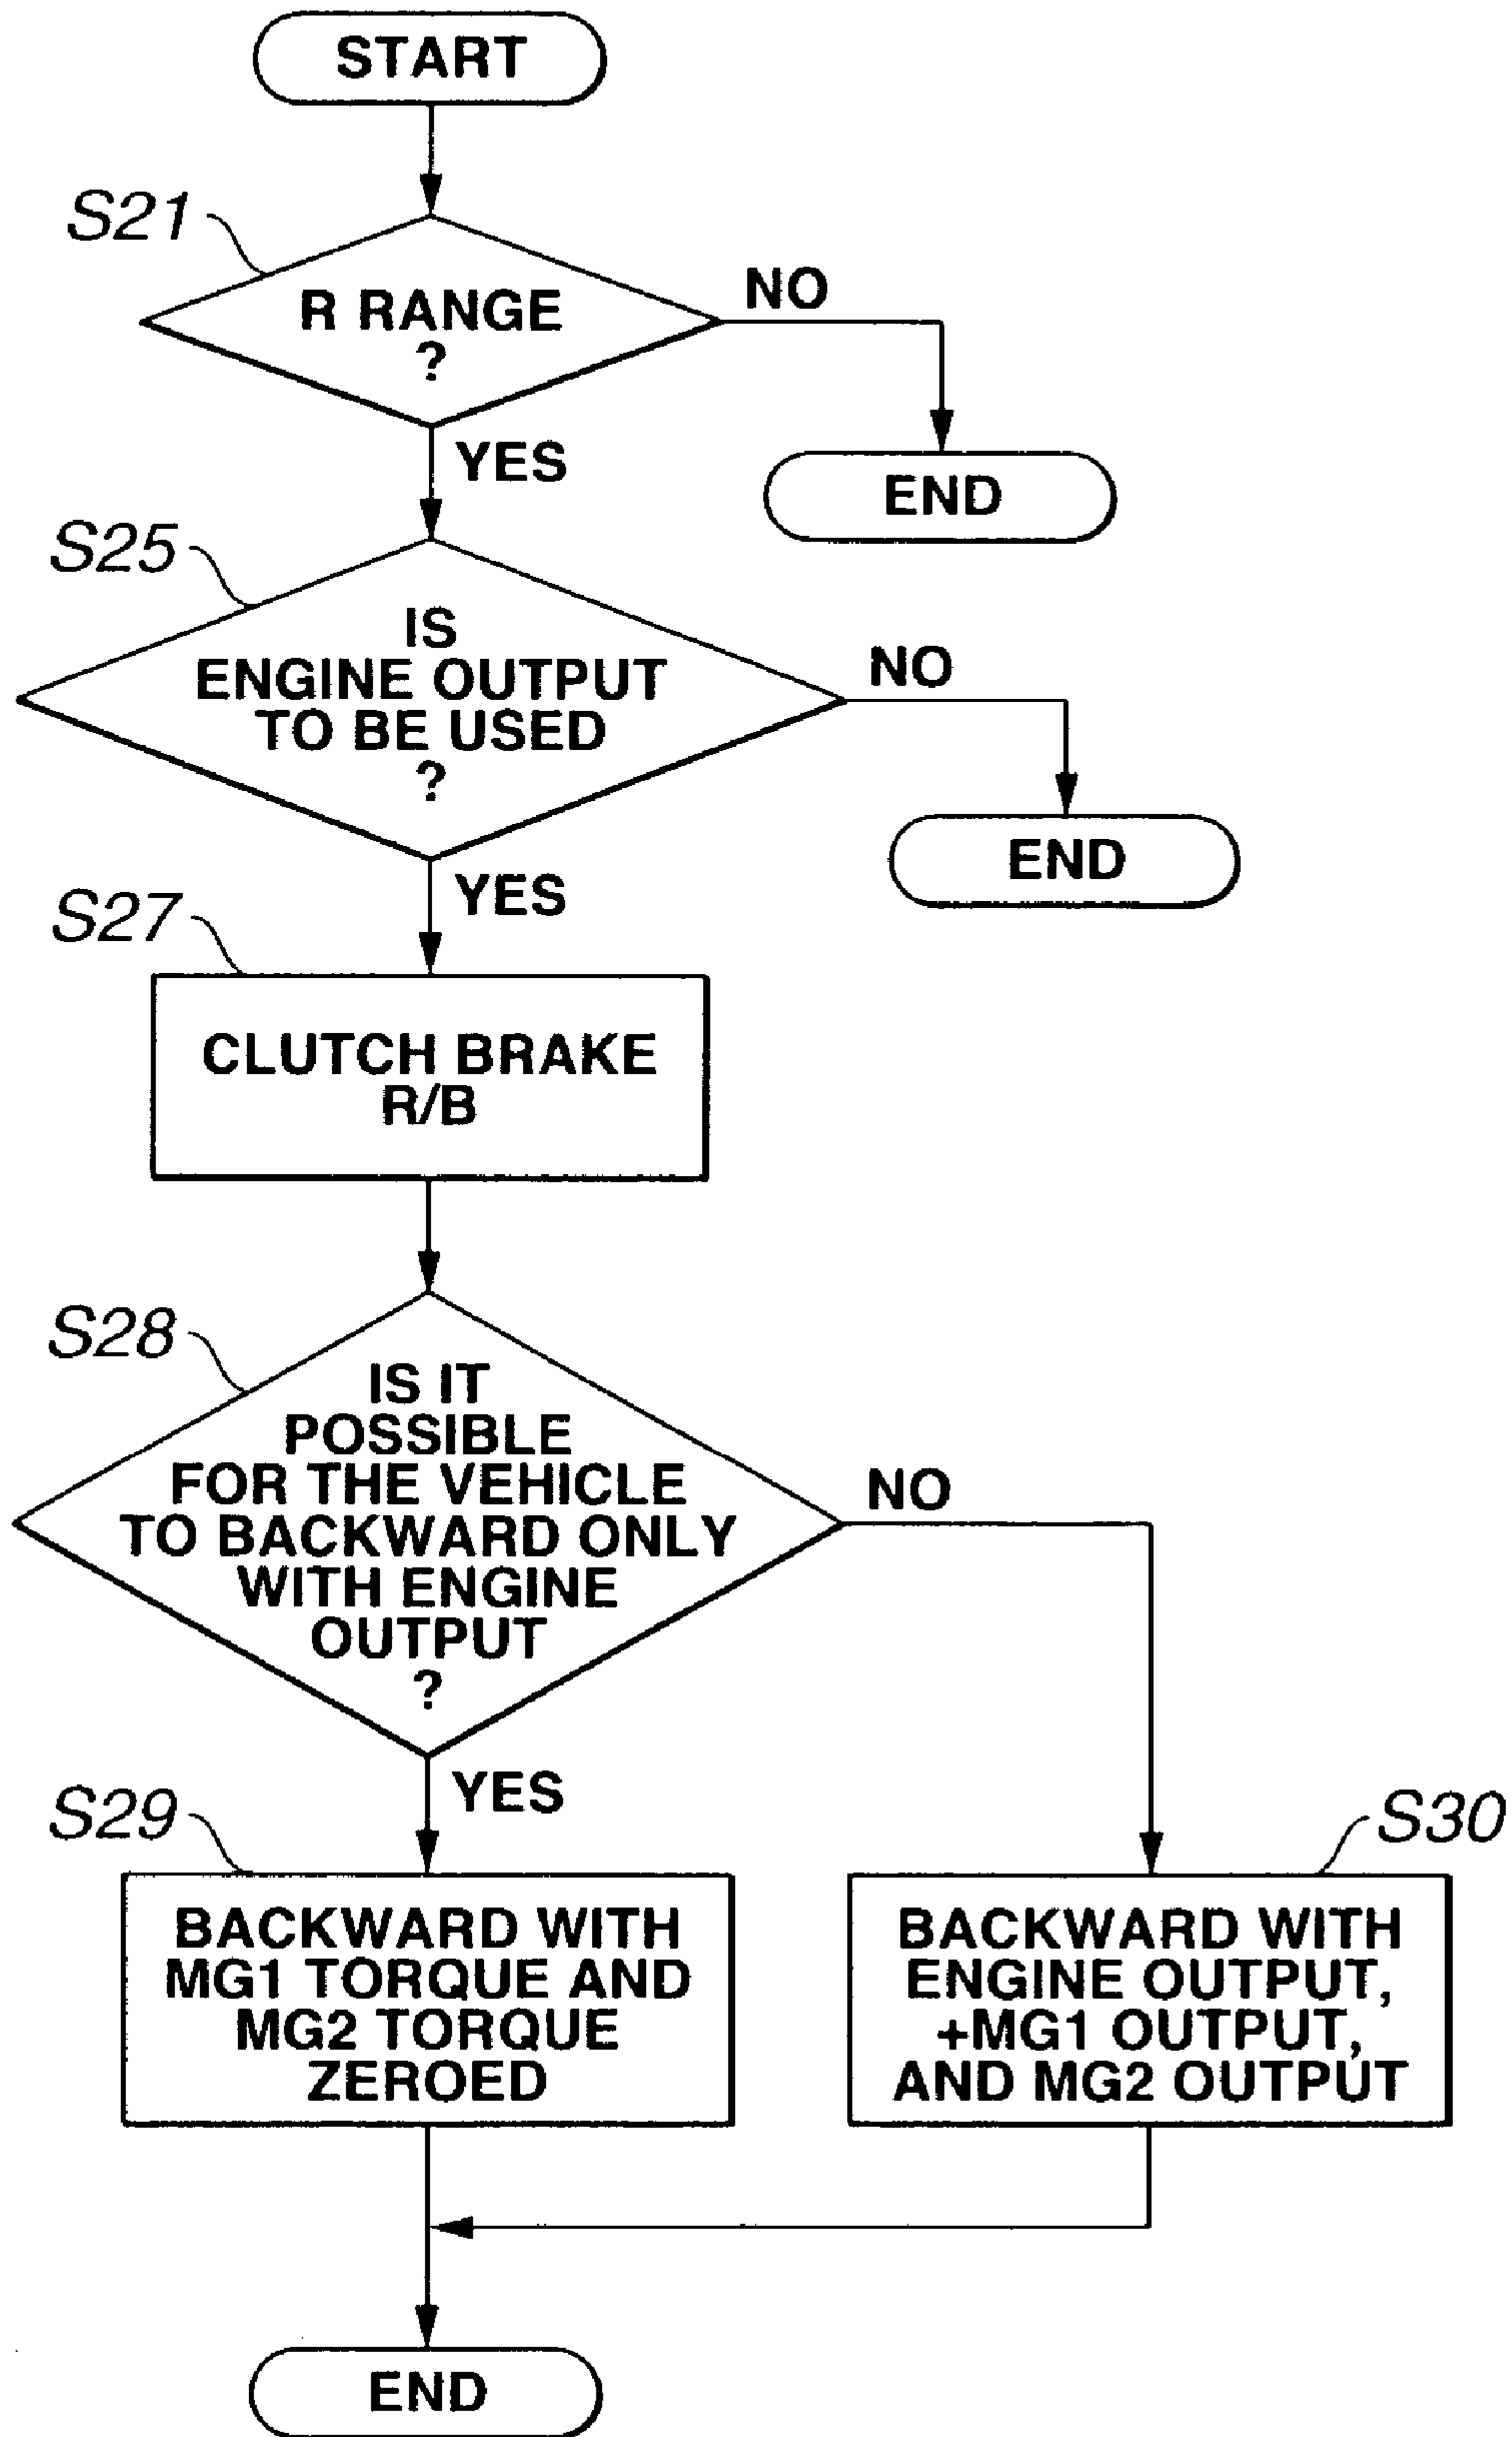 START
S21
R RANGE
?
NO
YES
END
S25
IS
ENGINE OUTPUT
TO BE USED
?
NO
YES
END
S27
CLUTCH BRAKE
R/B
S28
IS IT
POSSIBLE
FOR THE VEHICLE
TO BACKWARD ONLY
WITH ENGINE
OUTPUT
?
NO
YES
S29
BACKWARD WITH
MG1 TORQUE AND
MG2 TORQUE
ZEROED
S30
BACKWARD WITH
ENGINE OUTPUT,
+MG1 OUTPUT,
AND MG2 OUTPUT
END